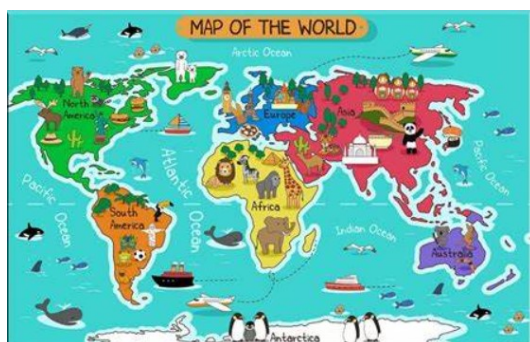 MAP OF THE WORLD
Arctic Ocean
North
America
Europe
Asia
Pacific Ocean
Atlantic Ocean
Pacific Ocean
South
America
Africa
Indian Ocean
Australia
Antarctica